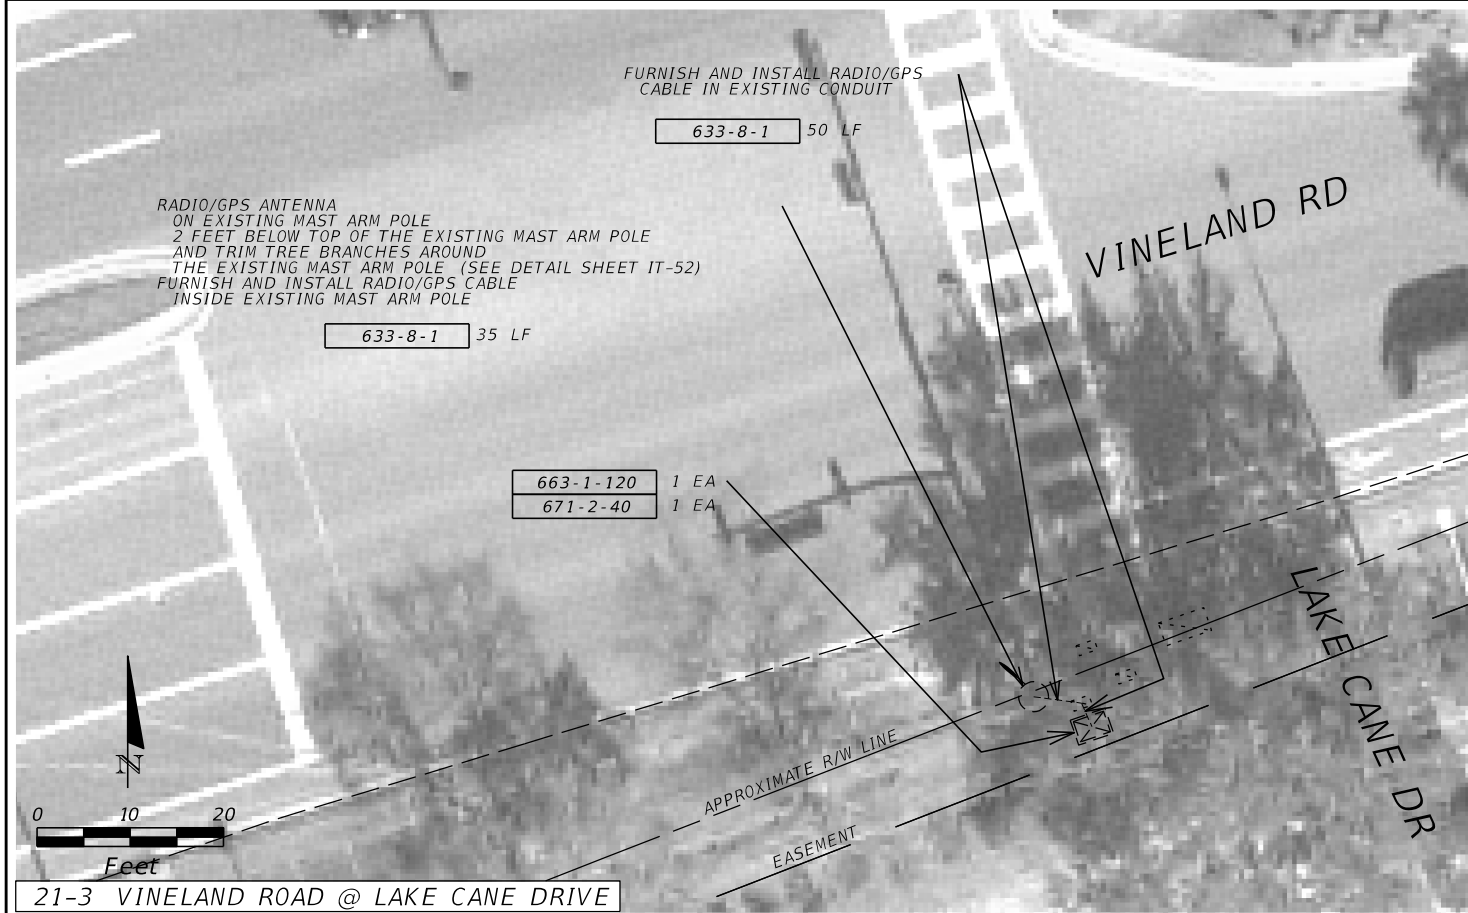 FURNISH AND INSTALL RADIO/GPS
CABLE IN EXISTING CONDUIT
633-8-1 50 LF
VINELAND RD
RADIO/GPS ANTENNA
ON EXISTING MAST ARM POLE
2 FEET BELOW TOP OF THE EXISTING MAST ARM POLE
AND TRIM TREE BRANCHES AROUND
THE EXISTING MAST ARM POLE (SEE DETAIL SHEET IT-52)
FURNISH AND INSTALL RADIO/GPS CABLE
INSIDE EXISTING MAST ARM POLE
633-8-1 35 LF
663-1-120 1 EA
671-2-40 1 EA
LAKE CANE DR
APPROXIMATE R/W LINE
EASEMENT
N
0 10 20
Feet
21-3 VINELAND ROAD @ LAKE CANE DRIVE